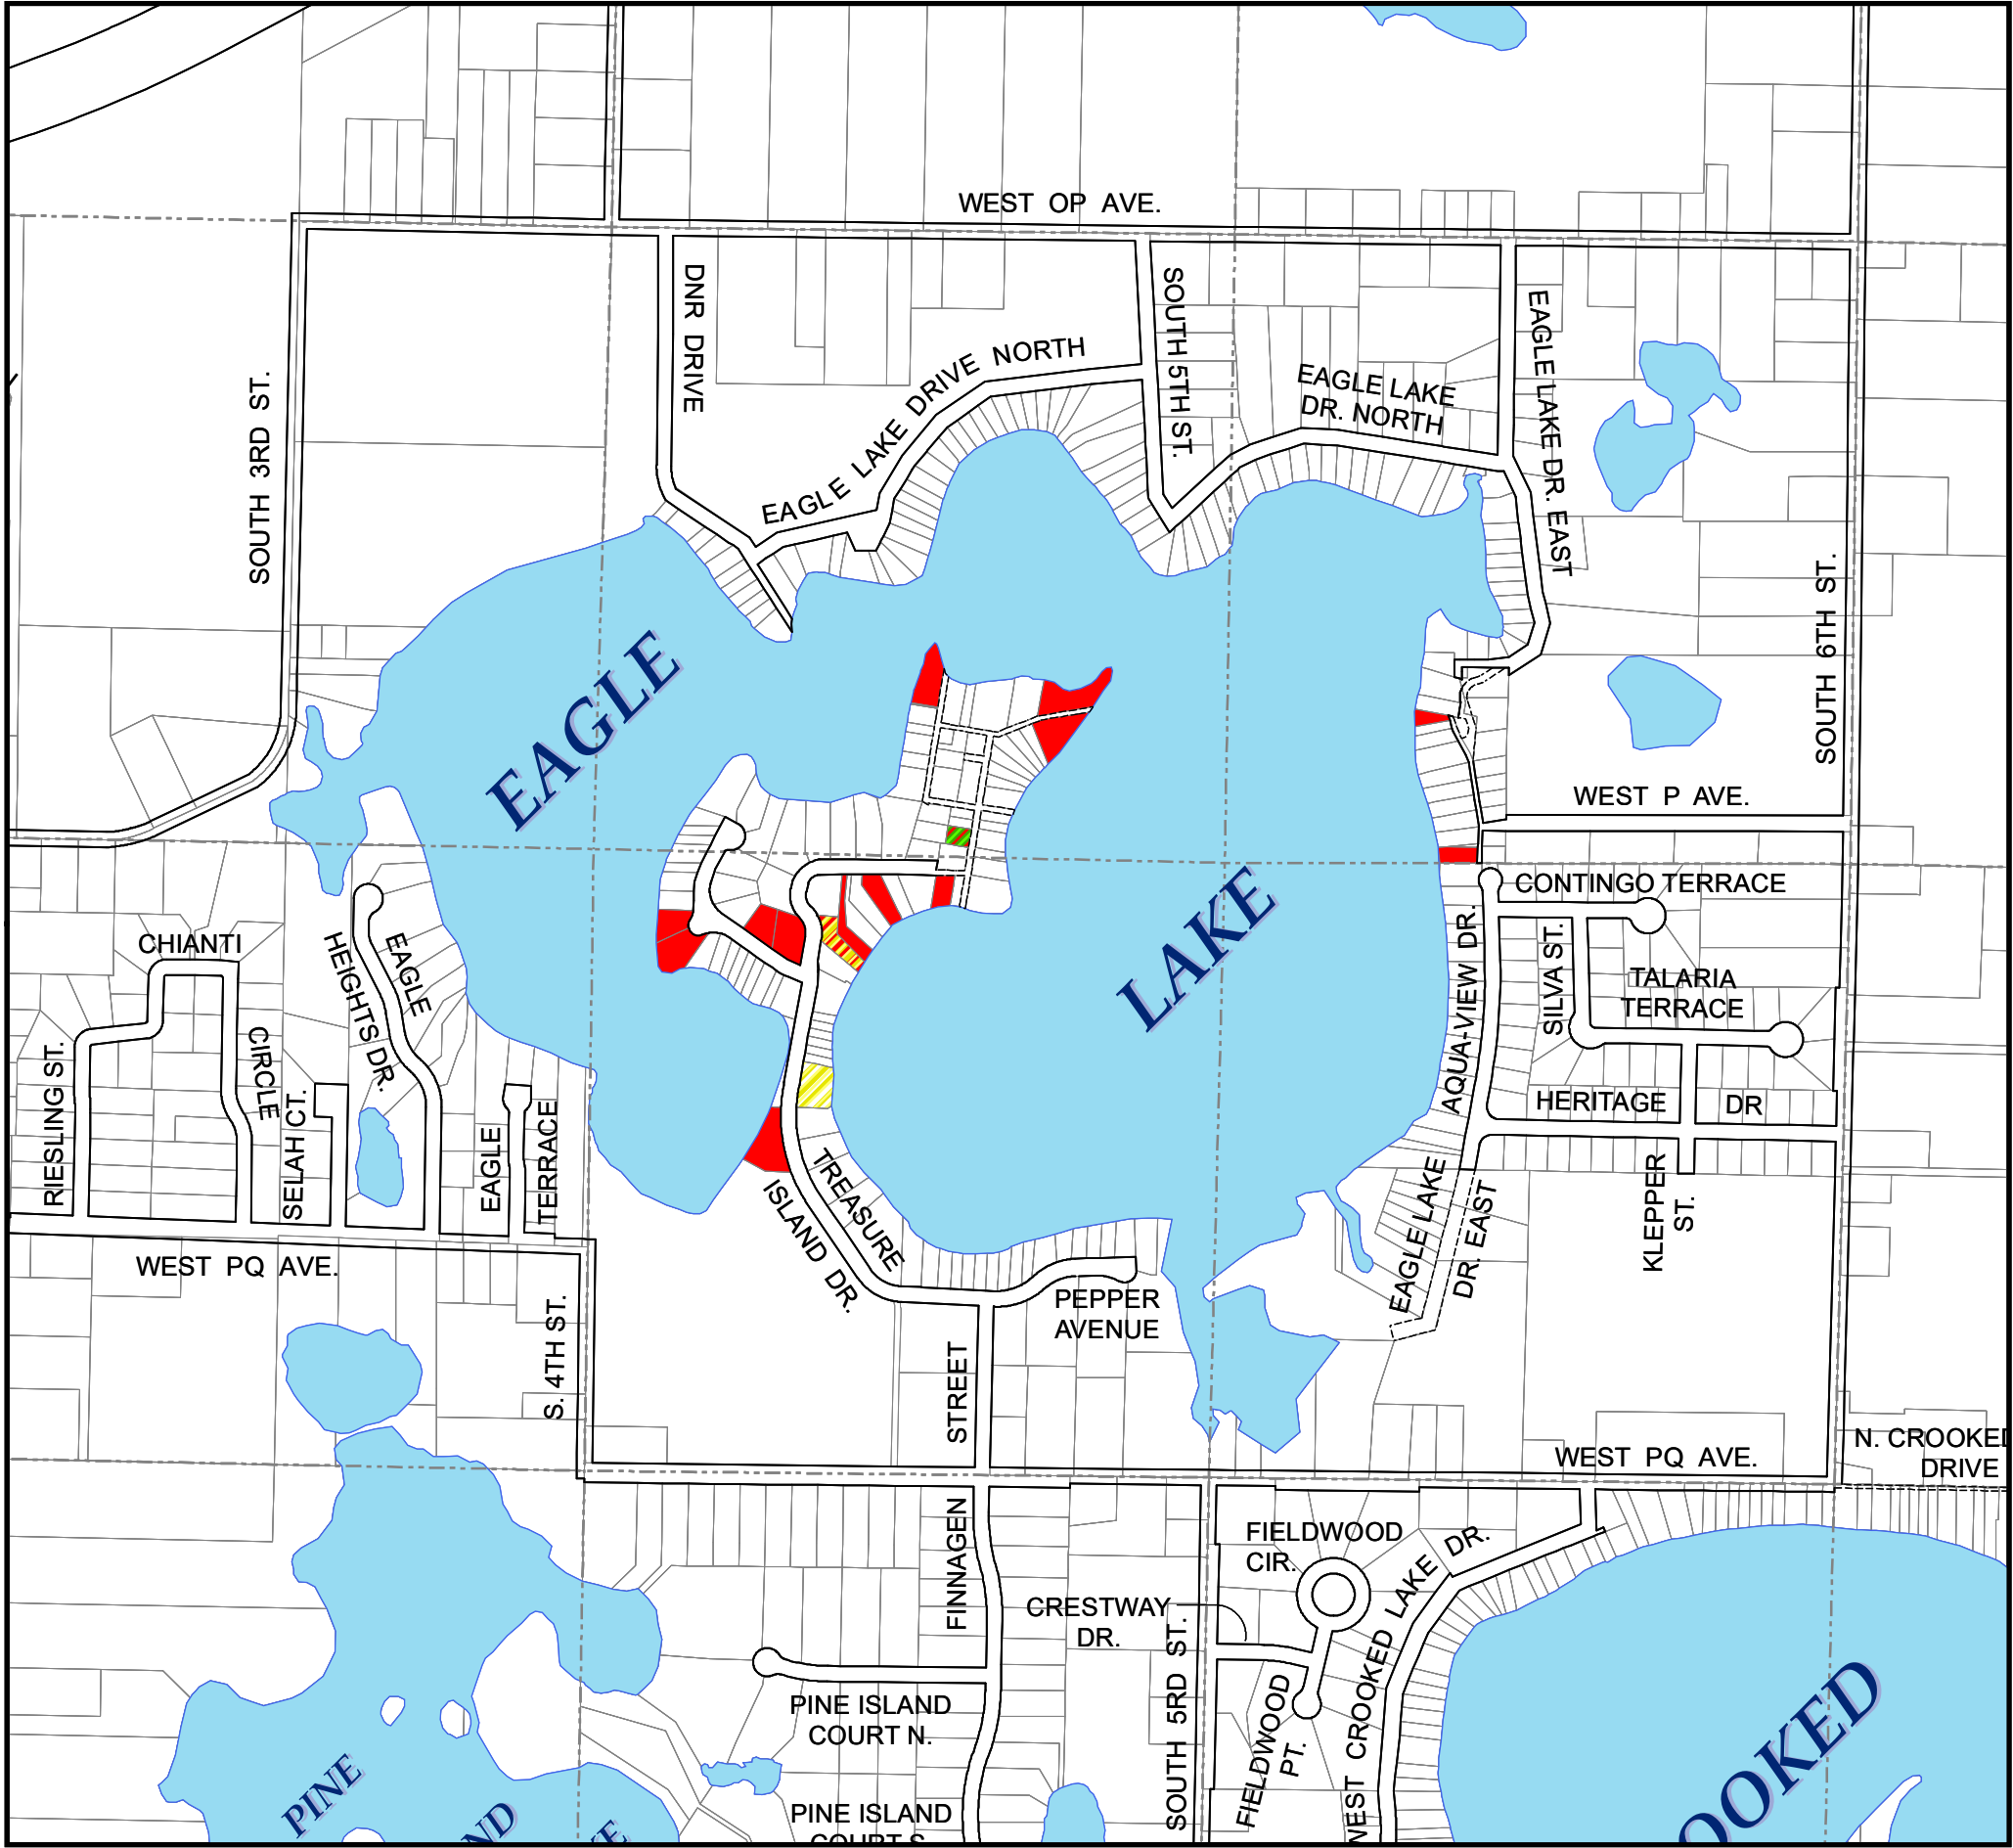 WEST OP AVE.
DNR DRIVE
SOUTH 5TH ST.
EAGLE LAKE DRIVE NORTH
EAGLE LAKE
DR. NORTH
EAGLE LAKE DR. EAST
SOUTH 3RD ST.
SOUTH 6TH ST.
EAGLE
LAKE
WEST P AVE.
CONTINGO TERRACE
AQUA-VIEW DR.
SILVA ST.
TALARIA
TERRACE
HERITAGE DR
KLEPPER
ST.
CHIANTI
CIRCLE
RIESLING ST.
SELAH CT.
EAGLE
HEIGHTS DR.
EAGLE
TERRACE
TREASURE
ISLAND DR.
EAGLE LAKE
DR. EAST
WEST PQ AVE.
S. 4TH ST.
PEPPER
AVENUE
STREET
FINNAGEN
WEST PQ AVE.
N. CROOKED
DRIVE
FIELDWOOD
CIR.
CRESTWAY
DR.
SOUTH 5RD ST.
FIELDWOOD
PT.
WEST CROOKED LAKE DR.
PINE ISLAND
COURT N.
PINE ISLAND
COURT S
PINE
ND
KE
OOKED